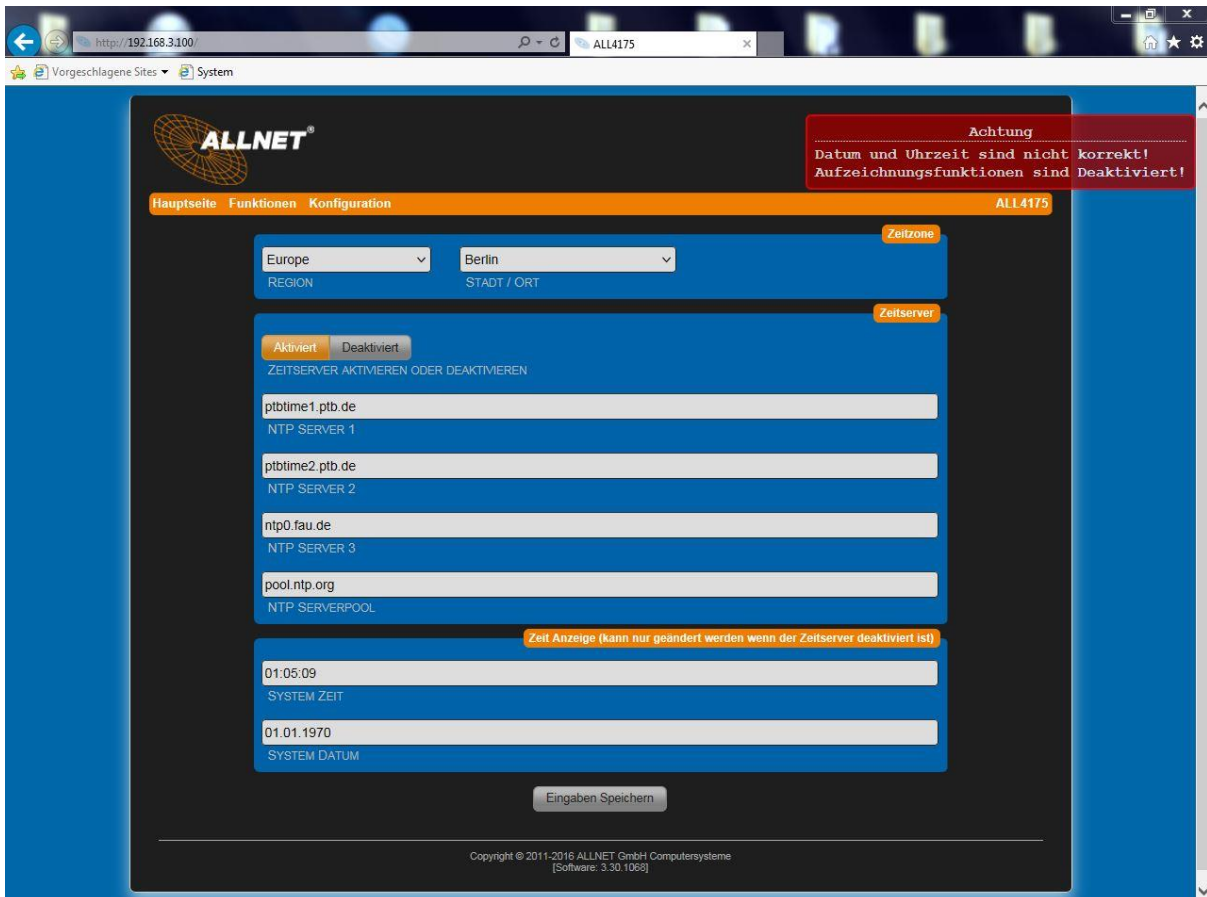 http://192.168.3.100/
ALL4175
Vorgeschlagene Sites
System
ALLNET®
Achtung
Datum und Uhrzeit sind nicht korrekt!
Aufzeichnungsfunktionen sind Deaktiviert!
Hauptseite Funktionen Konfiguration ALL4175
Zeitzone
Europe Berlin
REGION STADT / ORT
Zeitserver
Aktiviert Deaktiviert
ZEITSERVER AKTIVIEREN ODER DEAKTIVIEREN
ptbtime1.ptb.de
NTP SERVER 1
ptbtime2.ptb.de
NTP SERVER 2
ntp0.fau.de
NTP SERVER 3
pool.ntp.org
NTP SERVERPOOL
Zeit Anzeige (kann nur geändert werden wenn der Zeitserver deaktiviert ist)
01:05:09
SYSTEM ZEIT
01.01.1970
SYSTEM DATUM
Eingaben Speichern
Copyright © 2011-2016 ALLNET GmbH Computersysteme
[Software: 3.30.1068]